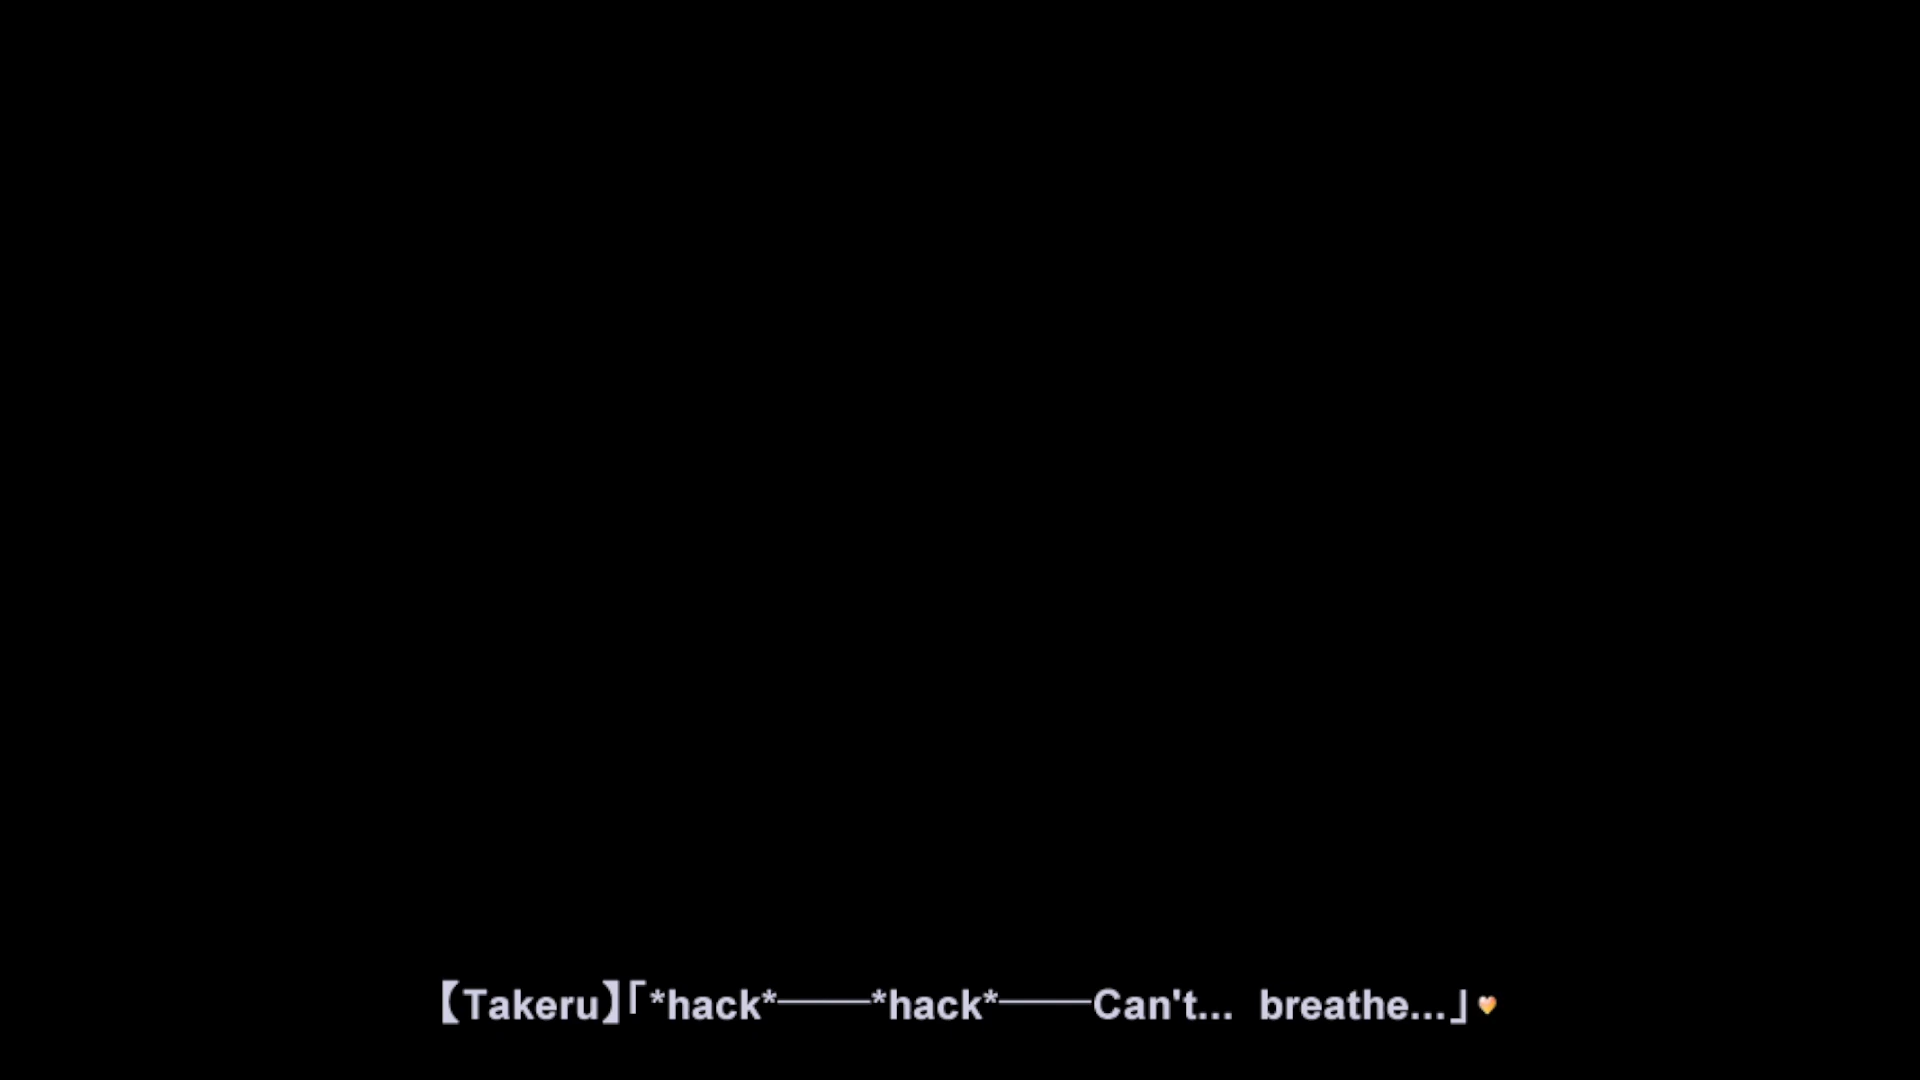 【Takeru】「*hack*───*hack*───Can't... breathe...」